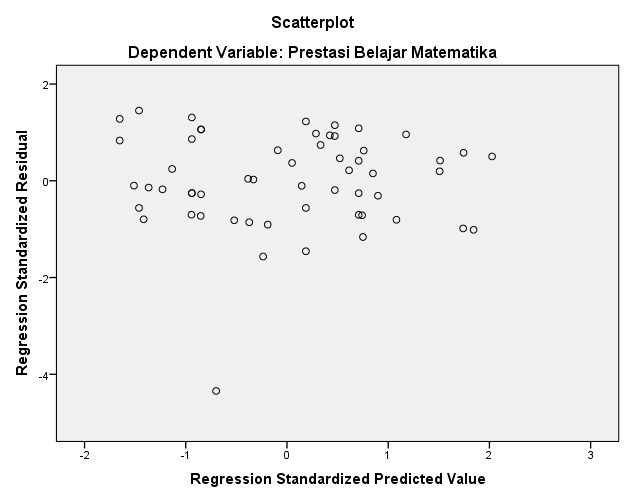 Scatterplot
Dependent Variable: Prestasi Belajar Matematika
Regression Standardized Residual
2
0
-2
-4
-2 -1 0 1 2 3
Regression Standardized Predicted Value